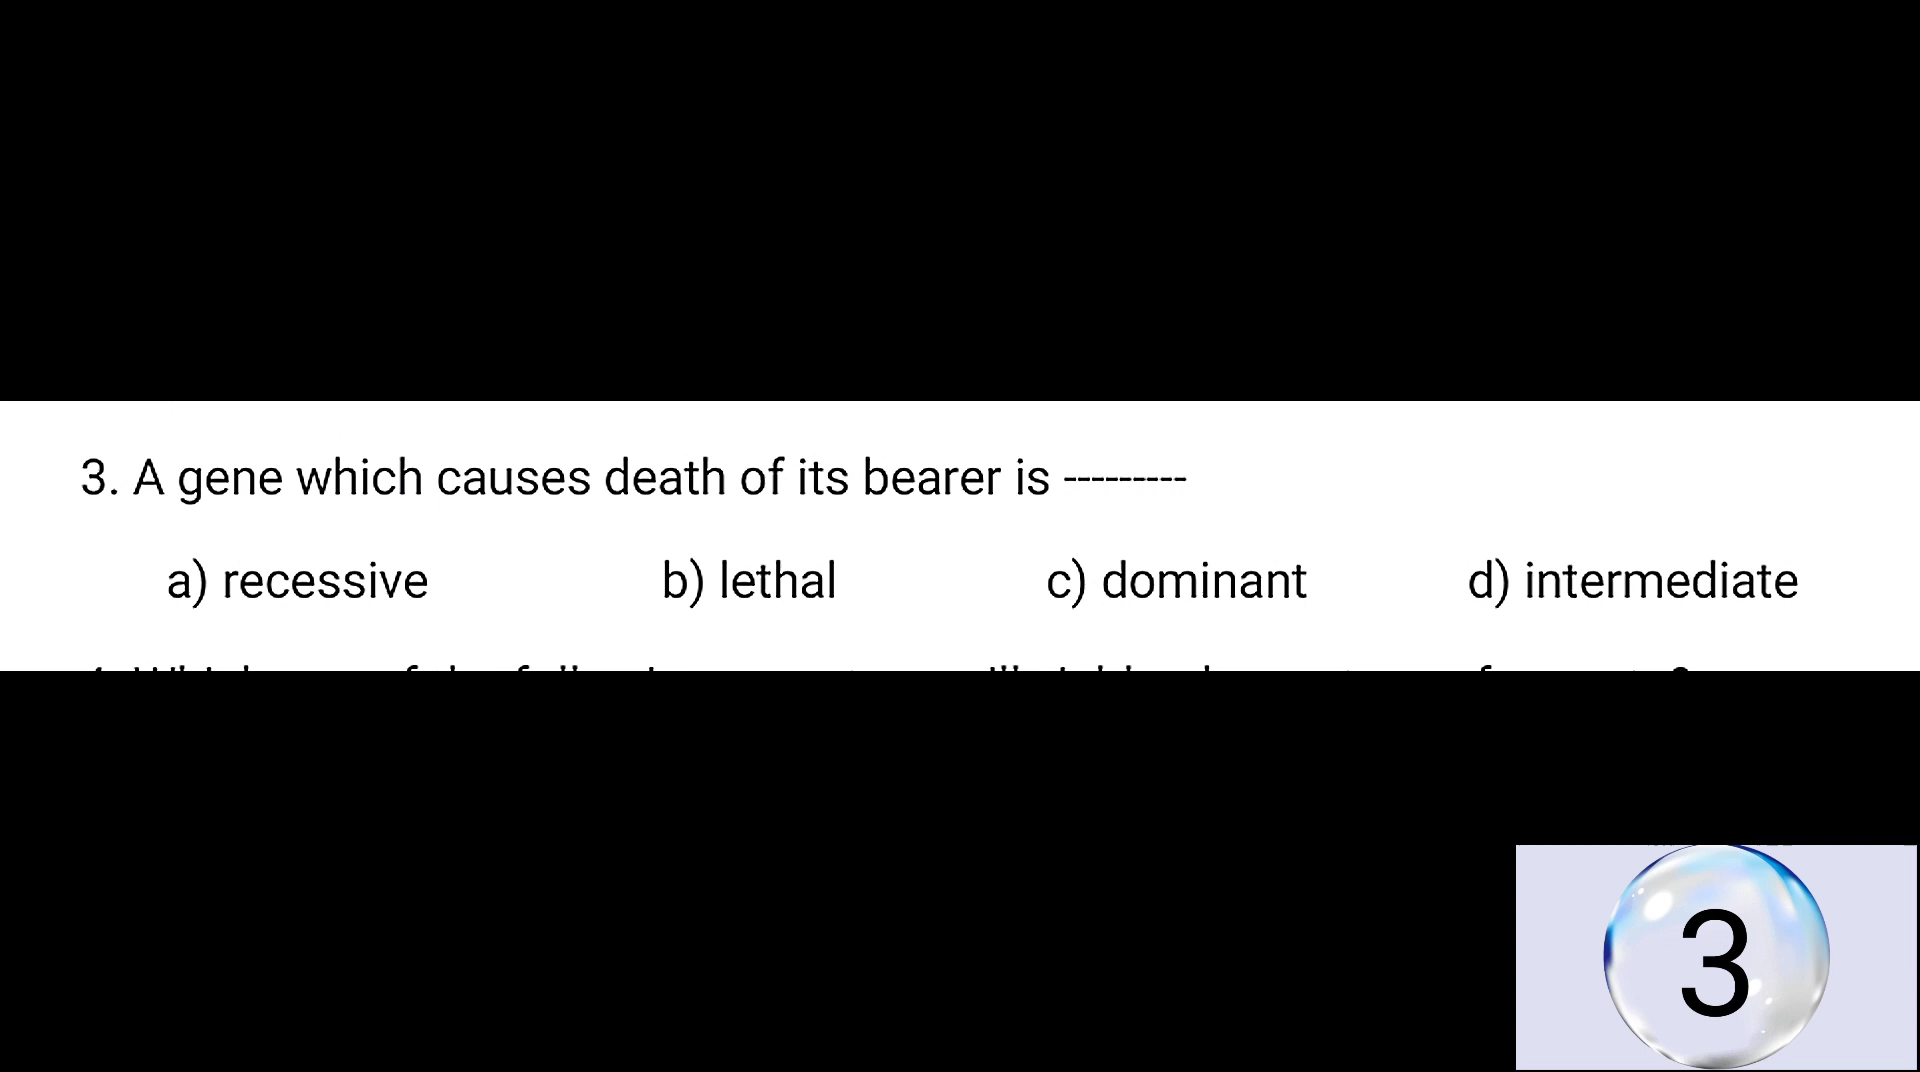 3. A gene which causes death of its bearer is ---------
a) recessive b) lethal c) dominant d) intermediate
3